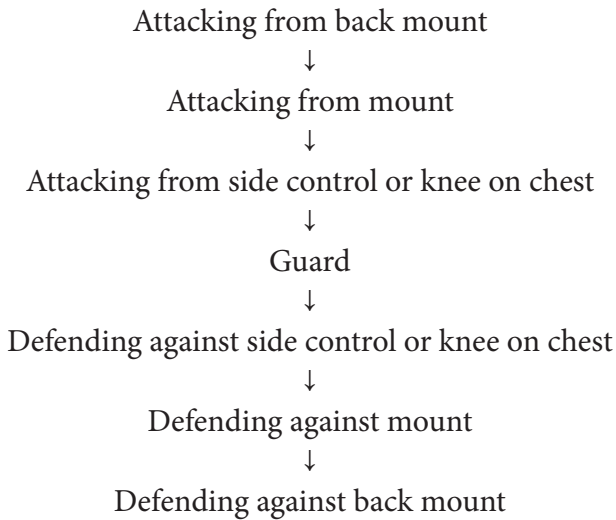 Attacking from back mount
↓
Attacking from mount
↓
Attacking from side control or knee on chest
↓
Guard
↓
Defending against side control or knee on chest
↓
Defending against mount
↓
Defending against back mount